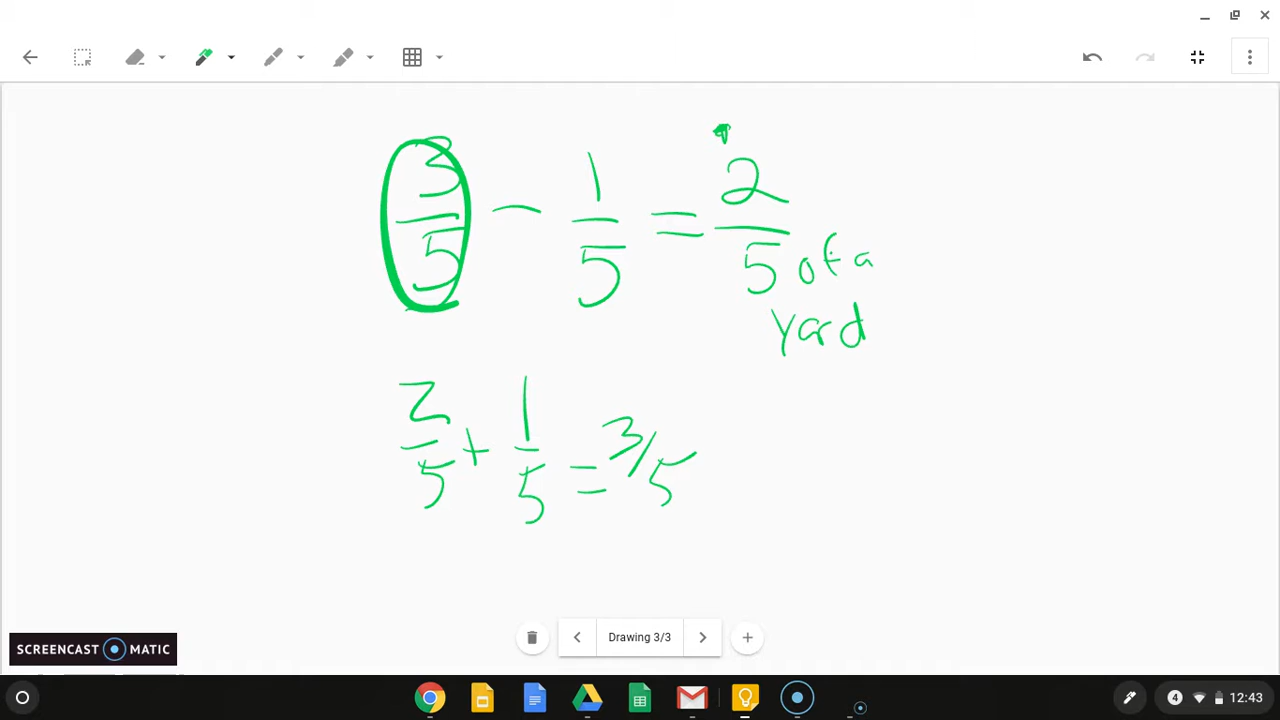 3/5 - 1/5 = 2/5 of a
yard
2/5 + 1/5 = 3/5
Drawing 3/3
SCREENCAST MATIC
4 12:43